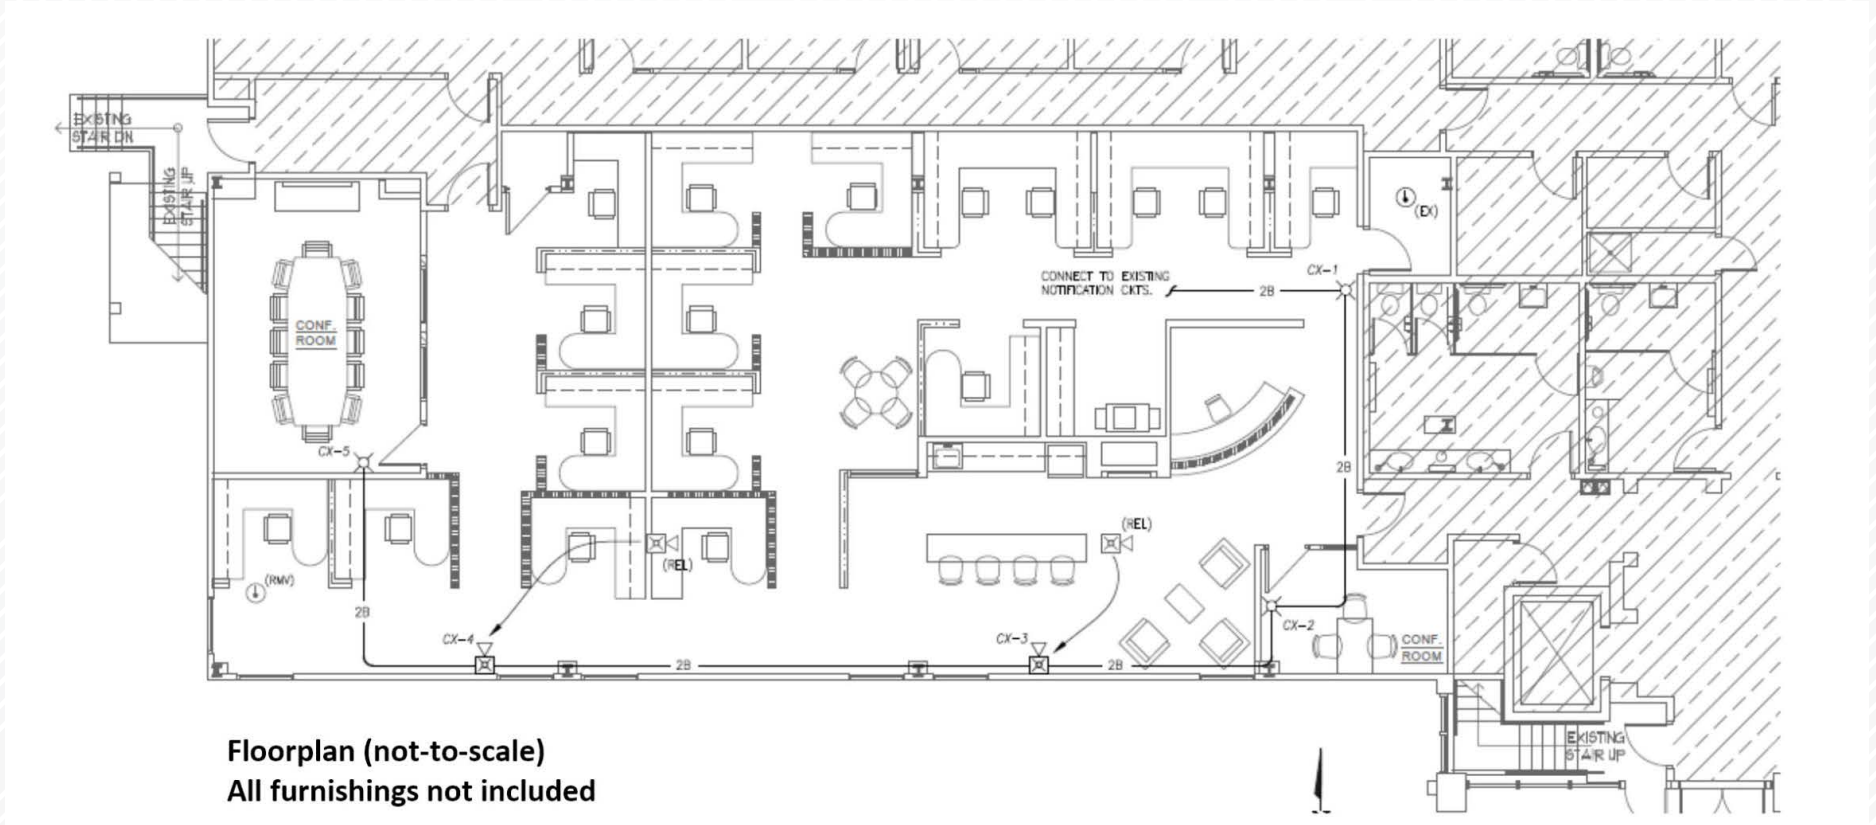 EXISTING
STAIR DN
EXISTING
STAIR UP
(EX)
CONNECT TO EXISTING
NOTIFICATION CKTS.
2B
CX-1
CONF.
ROOM
CX-5
2B
(REL)
(REL)
(RMV)
2B
CX-4
CX-3
CX-2
CONF.
ROOM
2B
2B
EXISTING
STAIR UP
Floorplan (not-to-scale)
All furnishings not included